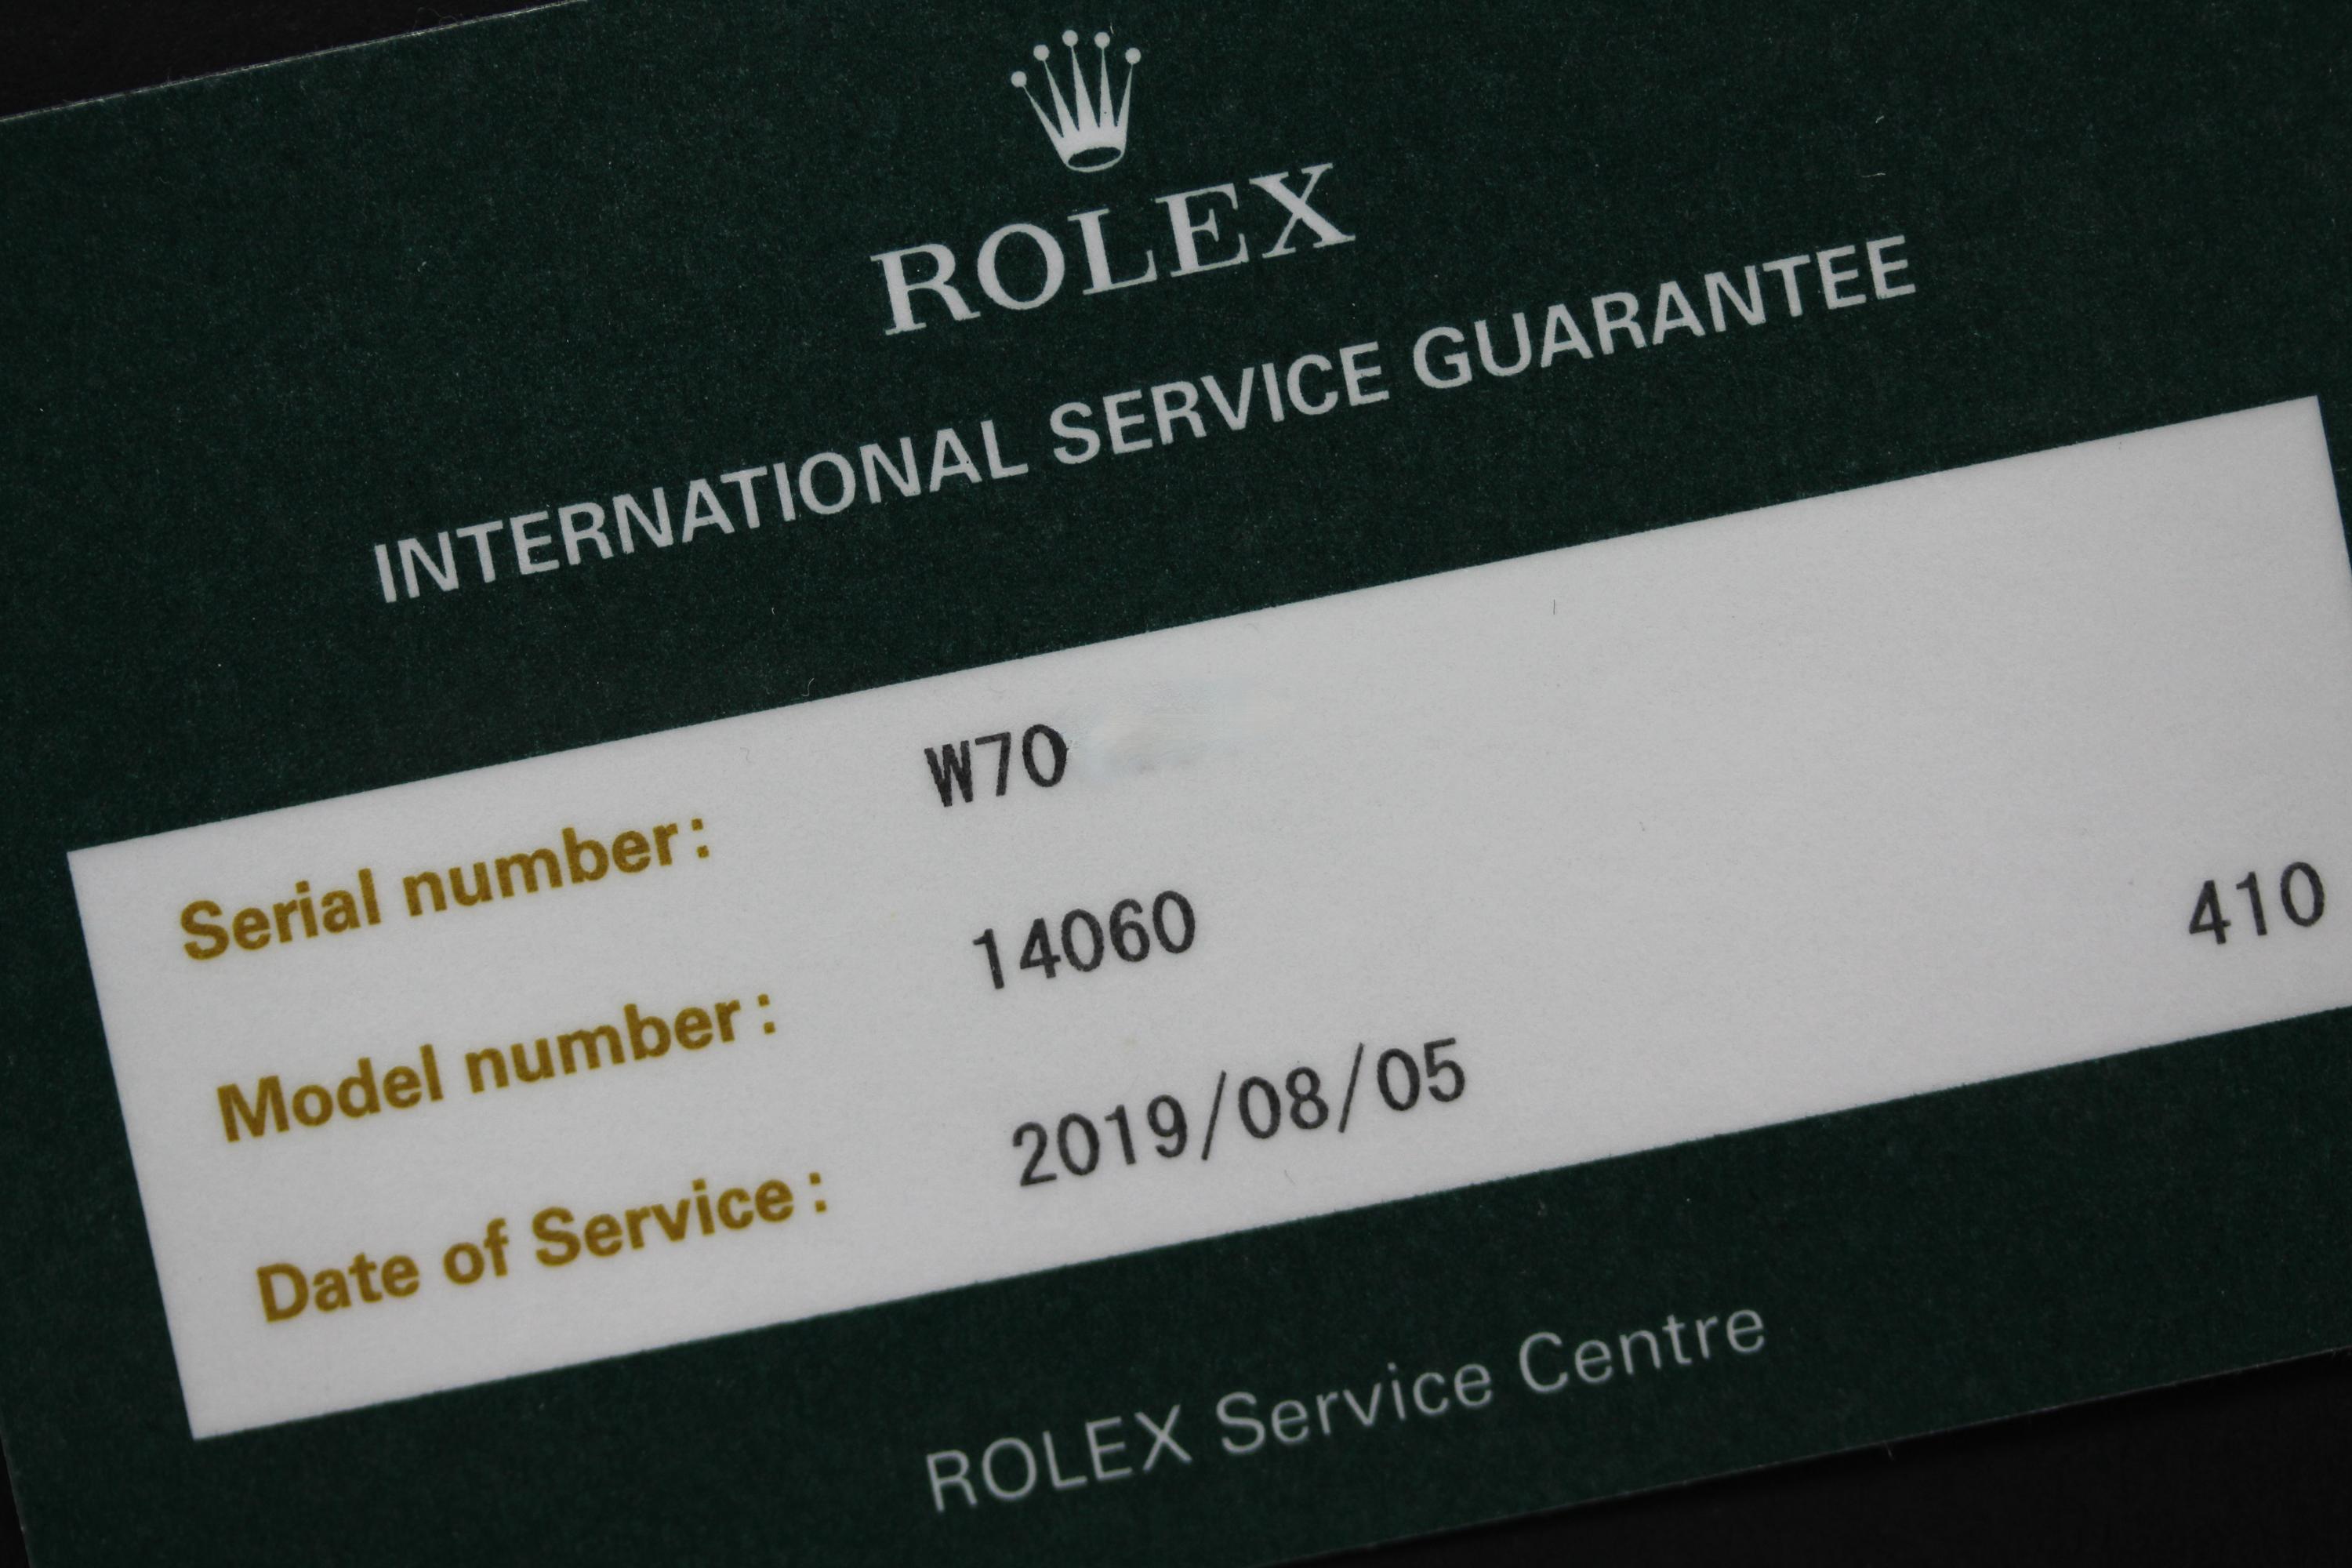 ROLEX
INTERNATIONAL SERVICE GUARANTEE
Serial number: W70
Model number: 14060 410
Date of Service: 2019/08/05
ROLEX Service Centre